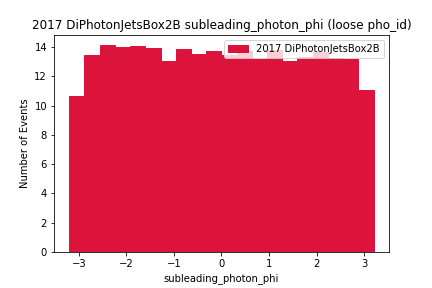 2017 DiPhotonJetsBox2B subleading_photon_phi (loose pho_id)
2017 DiPhotonJetsBox2B
14
12
10
8
6
4
2
0
Number of Events
−3 −2 −1 0 1 2 3
subleading_photon_phi